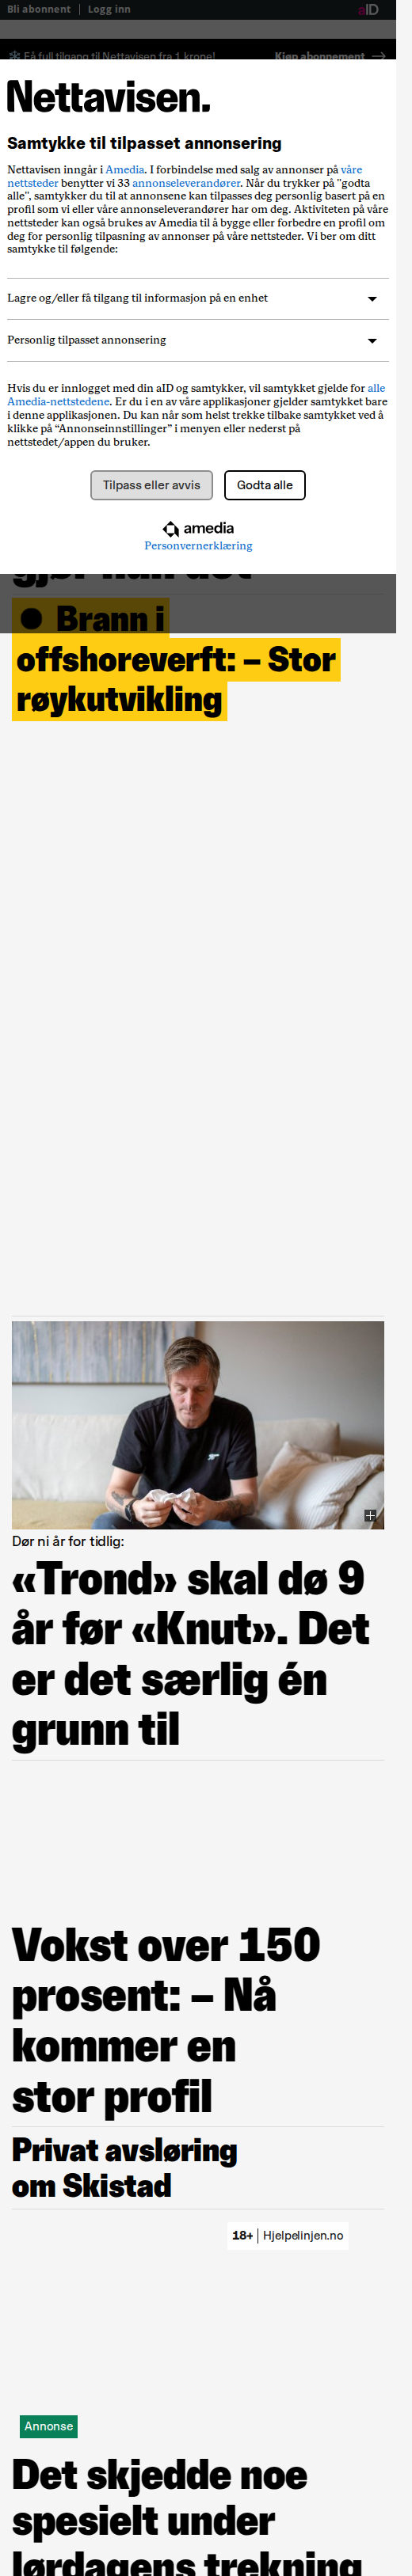 Bli abonnent | Logg inn
aID
Få full tilgang til Nettavisen fra 1 krone!
Kjøp abonnement
Nettavisen.
Samtykke til tilpasset annonsering
Nettavisen inngår i Amedia. I forbindelse med salg av annonser på våre
nettsteder benytter vi 33 annonseleverandører. Når du trykker på "godta
alle", samtykker du til at annonsene kan tilpasses deg personlig basert på en
profil som vi eller våre annonseleverandører har om deg. Aktiviteten på våre
nettsteder kan også brukes av Amedia til å bygge eller forbedre en profil om
deg for personlig tilpasning av annonser på våre nettsteder. Vi ber om ditt
samtykke til følgende:
Lagre og/eller få tilgang til informasjon på en enhet
Personlig tilpasset annonsering
Hvis du er innlogget med din aID og samtykker, vil samtykket gjelde for alle
Amedia-nettstedene. Er du i en av våre applikasjoner gjelder samtykket bare
i denne applikasjonen. Du kan når som helst trekke tilbake samtykket ved å
klikke på “Annonseinnstillinger” i menyen eller nederst på
nettstedet/appen du bruker.
Tilpass eller avvis
Godta alle
amedia
Personvernerklæring
gjør han det
Brann i
offshoreverft: – Stor
røykutvikling
Dør ni år for tidlig:
«Trond» skal dø 9
år før «Knut». Det
er det særlig én
grunn til
Vokst over 150
prosent: – Nå
kommer en
stor profil
Privat avsløring
om Skistad
18+ | Hjelpelinjen.no
Annonse
Det skjedde noe
spesielt under
lørdagens trekning